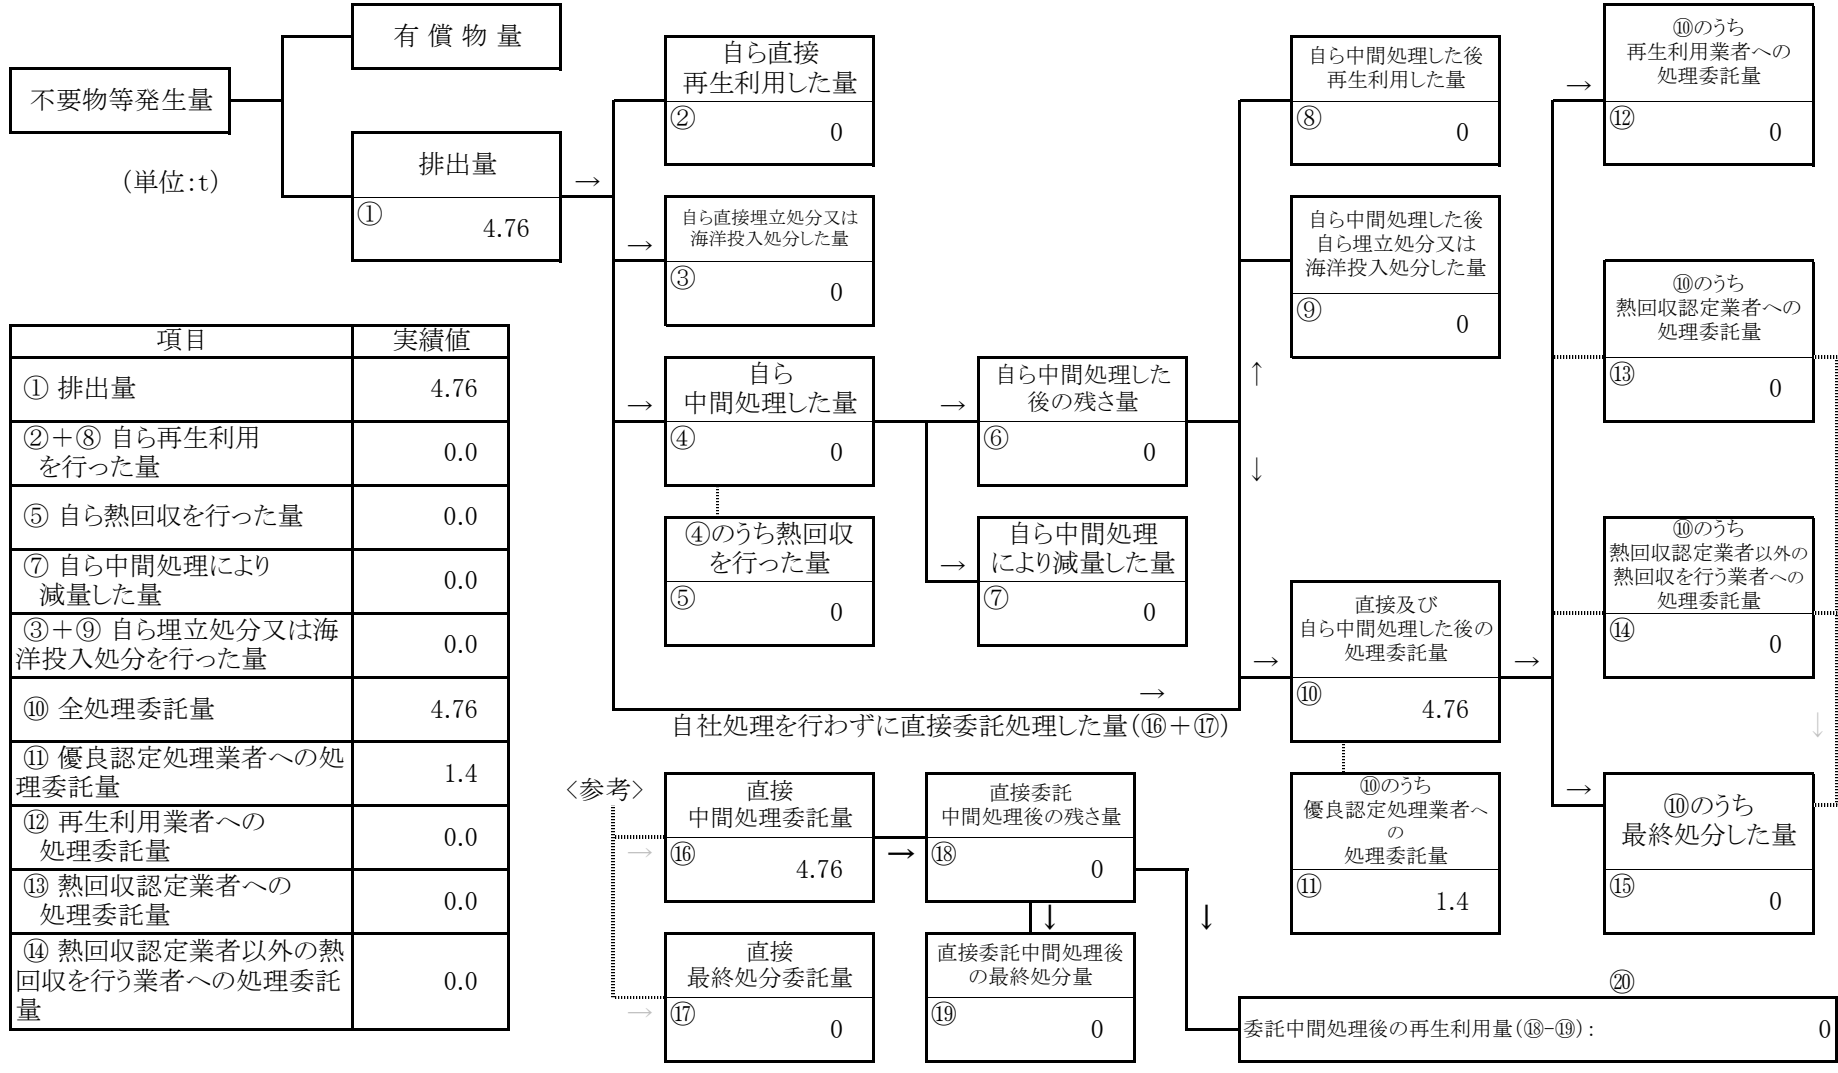 有 償 物 量
不要物等発生量
（単位:t）
排出量
→
①
4.76
自ら直接
再生利用した量
②
0
自ら直接埋立処分又は
海洋投入処分した量
→
③
0
自ら
中間処理した量
→
④
0
④のうち熱回収
を行った量
⑤
0
自ら中間処理した
後の残さ量
→
⑥
0
自ら中間処理
により減量した量
→
⑦
0
自ら中間処理した後
再生利用した量
⑧
0
自ら中間処理した後
自ら埋立処分又は
海洋投入処分した量
⑨
0
↑
↓
直接及び
自ら中間処理した後の
処理委託量
→
⑩
4.76
→
→
自社処理を行わずに直接委託処理した量（⑯＋⑰）
⑩のうち
優良認定処理業者へ
の
処理委託量
⑪
1.4
⑩のうち
再生利用業者への
処理委託量
→
⑫
0
⑩のうち
熱回収認定業者への
処理委託量
⑬
0
⑩のうち
熱回収認定業者以外の
熱回収を行う業者への
処理委託量
⑭
0
↓
⑩のうち
最終処分した量
→
⑮
0
項目 実績値
① 排出量 4.76
②＋⑧ 自ら再生利用
を行った量 0.0
⑤ 自ら熱回収を行った量 0.0
⑦ 自ら中間処理により
減量した量 0.0
③＋⑨ 自ら埋立処分又は海
洋投入処分を行った量 0.0
⑩ 全処理委託量 4.76
⑪ 優良認定処理業者への処
理委託量 1.4
⑫ 再生利用業者への
処理委託量 0.0
⑬ 熱回収認定業者への
処理委託量 0.0
⑭ 熱回収認定業者以外の熱
回収を行う業者への処理委託
量 0.0
〈参考〉
直接
中間処理委託量
→
⑯
4.76
直接
最終処分委託量
→
⑰
0
直接委託
中間処理後の残さ量
→
⑱
0
↓
↓
直接委託中間処理後
の最終処分量
⑲
0
⑳
委託中間処理後の再生利用量（⑱-⑲）: 0